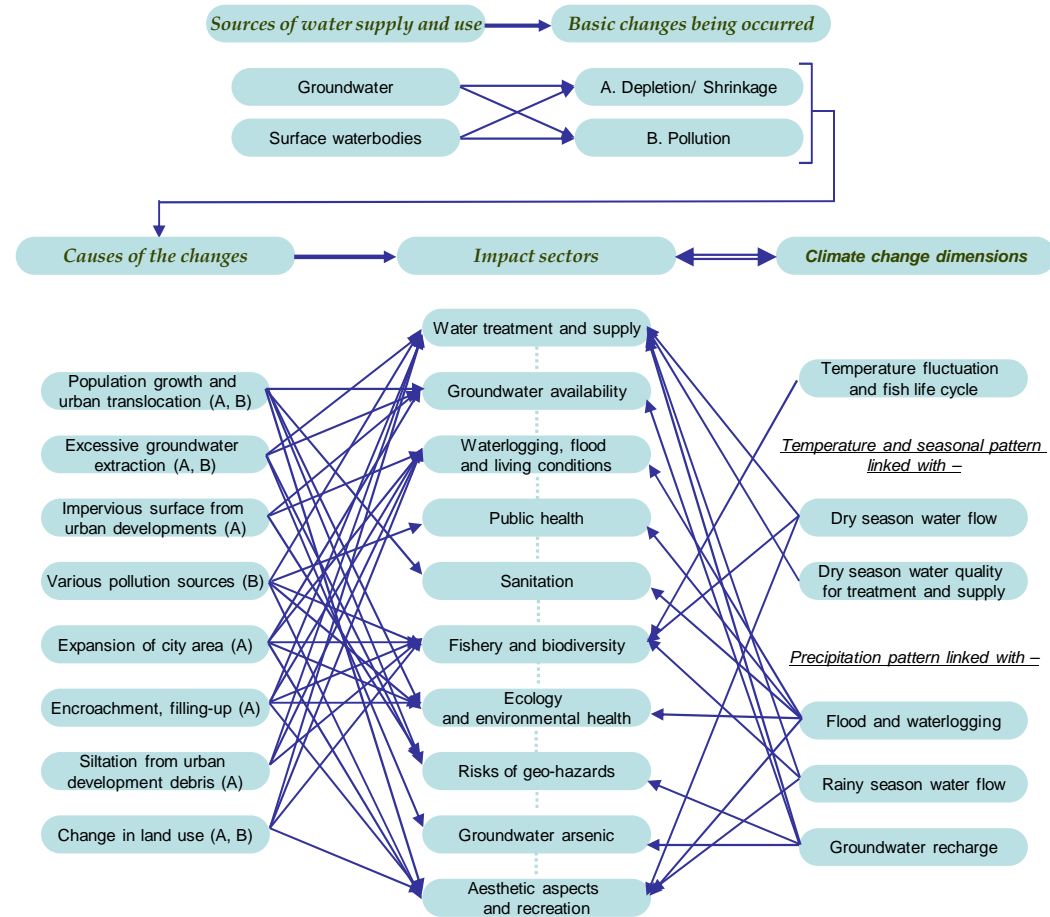 Sources of water supply and use
Basic changes being occurred
Groundwater
A. Depletion/ Shrinkage
Surface waterbodies
B. Pollution
Causes of the changes
Impact sectors
Climate change dimensions
Population growth and
urban translocation (A, B)
Excessive groundwater
extraction (A, B)
Impervious surface from
urban developments (A)
Various pollution sources (B)
Expansion of city area (A)
Encroachment, filling-up (A)
Siltation from urban
development debris (A)
Change in land use (A, B)
Water treatment and supply
Groundwater availability
Waterlogging, flood
and living conditions
Public health
Sanitation
Fishery and biodiversity
Ecology
and environmental health
Risks of geo-hazards
Groundwater arsenic
Aesthetic aspects
and recreation
Temperature fluctuation
and fish life cycle
Temperature and seasonal pattern
linked with –
Dry season water flow
Dry season water quality
for treatment and supply
Precipitation pattern linked with –
Flood and waterlogging
Rainy season water flow
Groundwater recharge